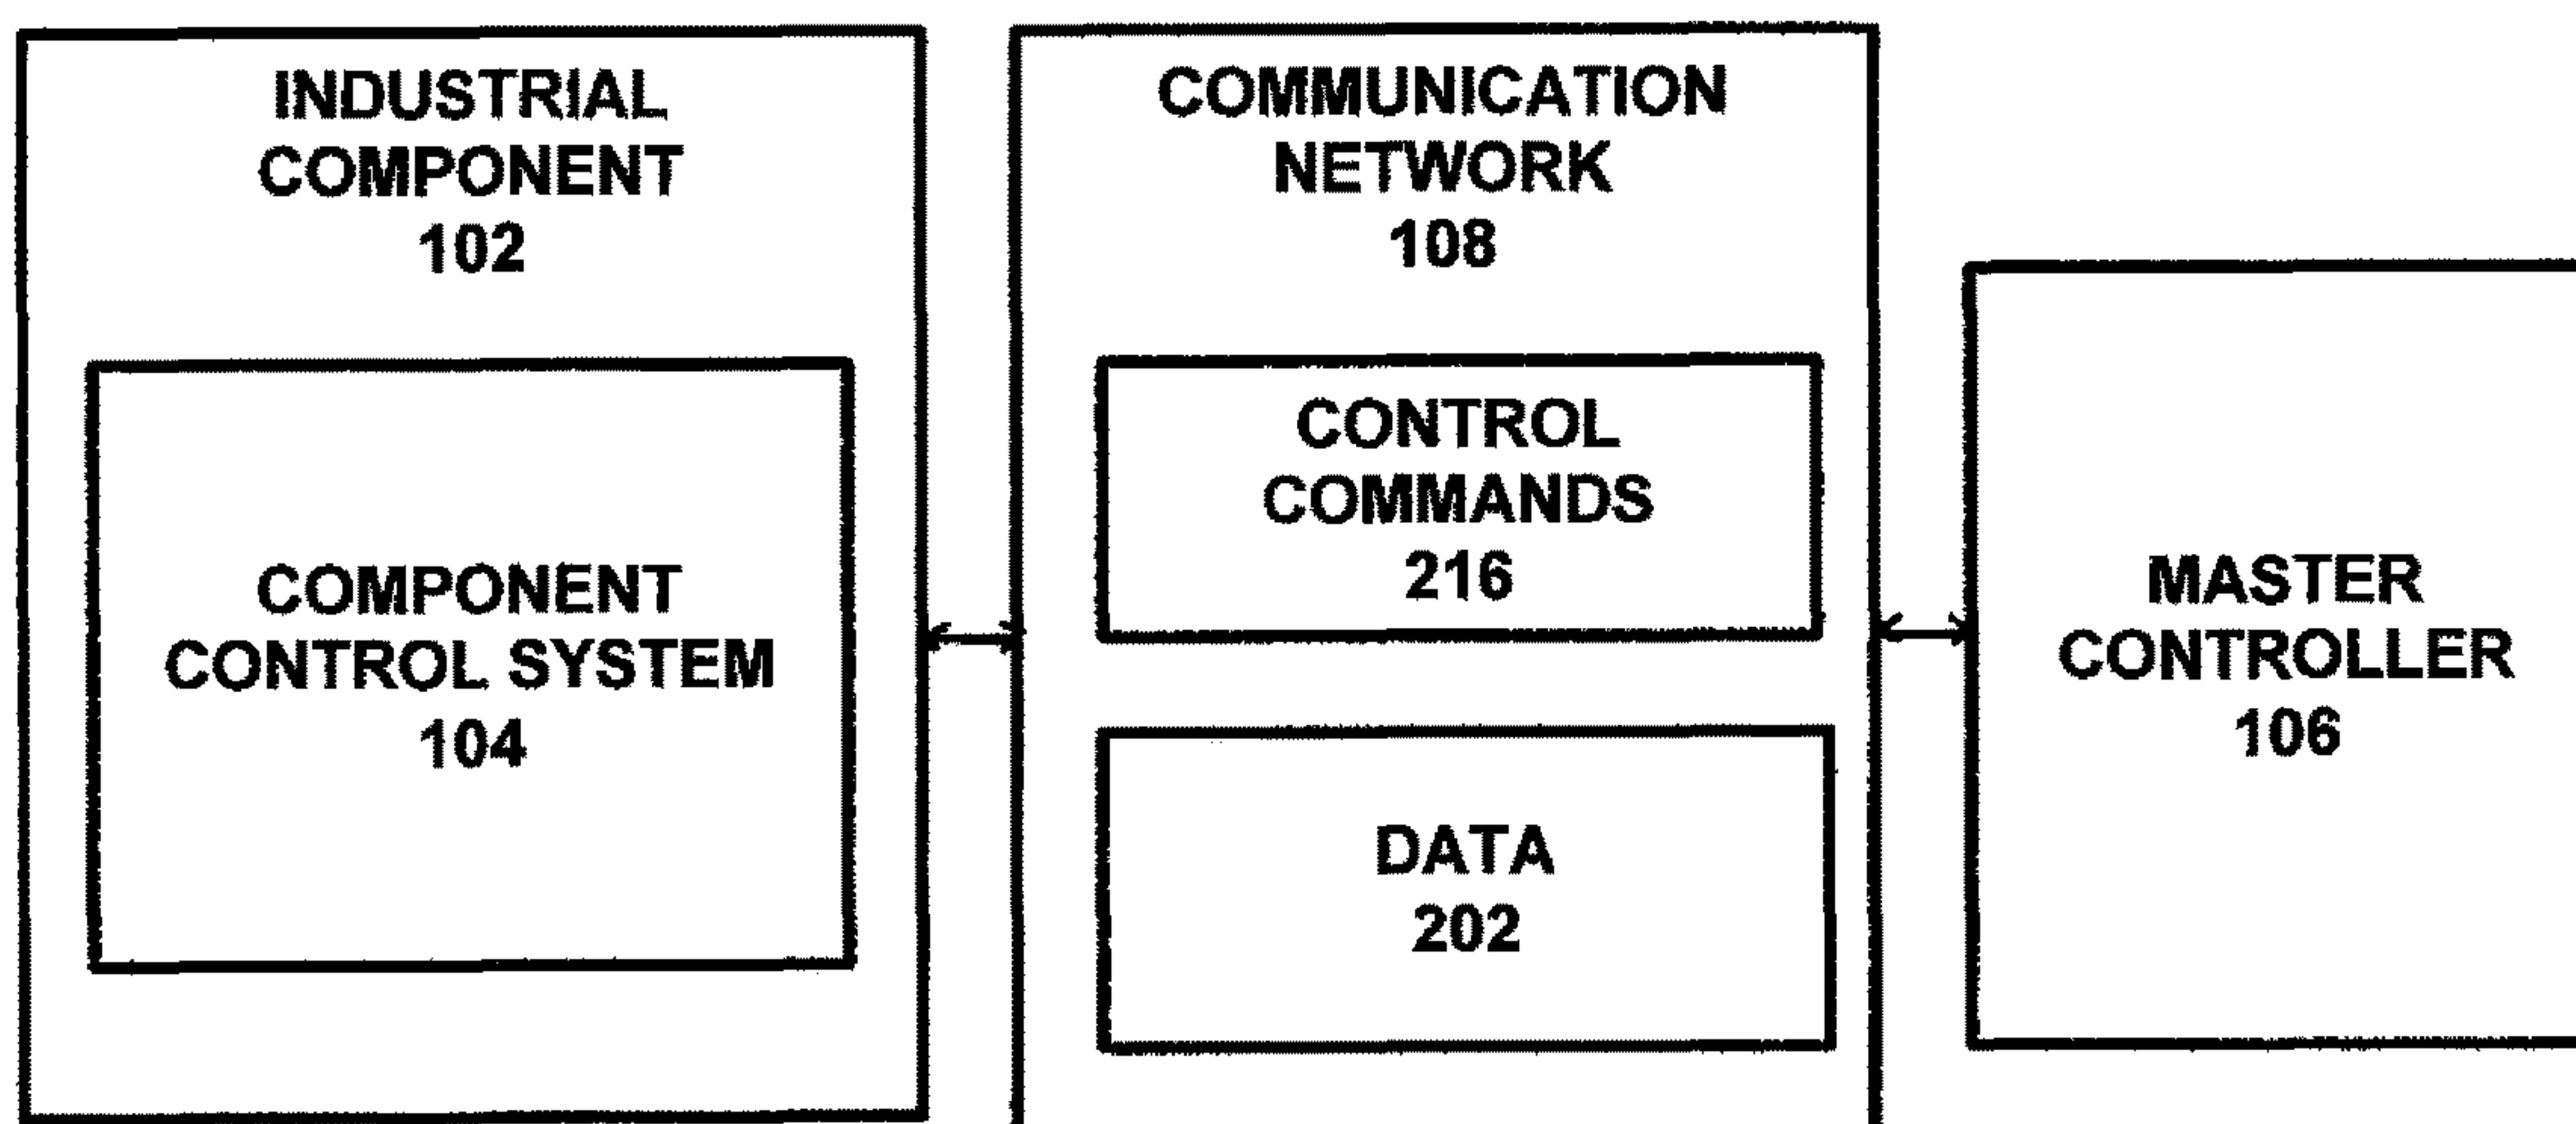 INDUSTRIAL
COMPONENT
102
COMPONENT
CONTROL SYSTEM
104
COMMUNICATION
NETWORK
108
CONTROL
COMMANDS
216
DATA
202
MASTER
CONTROLLER
106